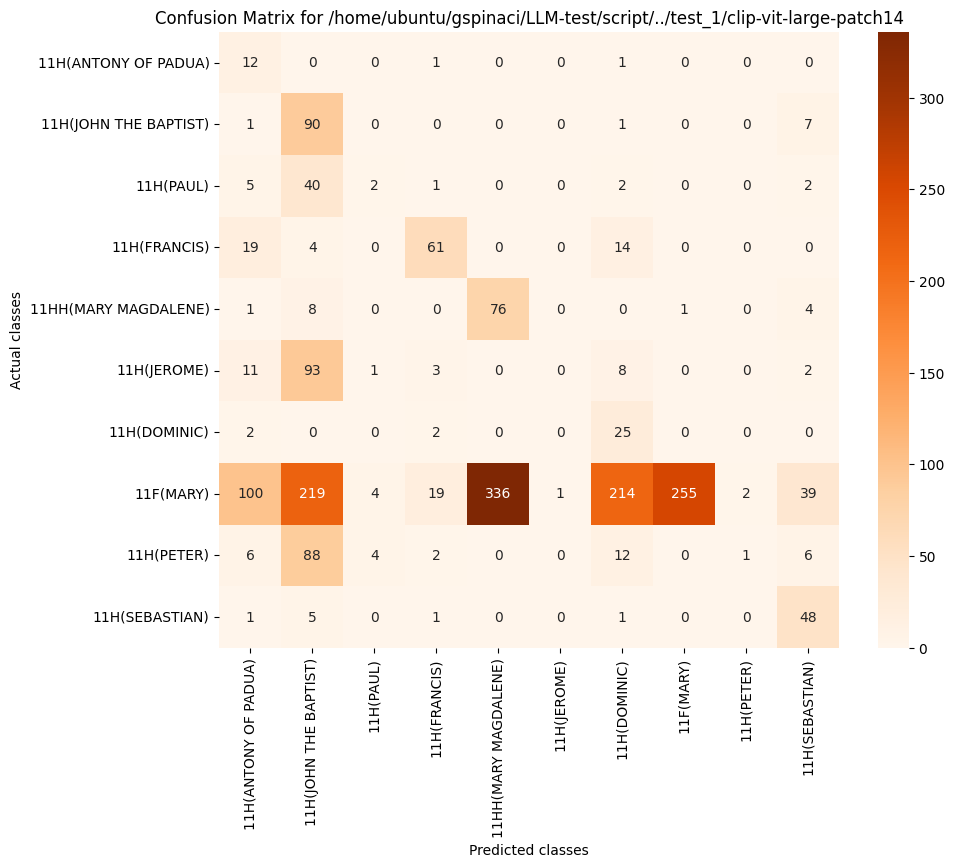 Confusion Matrix for /home/ubuntu/gspinaci/LLM-test/script/../test_1/clip-vit-large-patch14
11H(ANTONY OF PADUA) 12 0 0 1 0 0 1 0 0 0
11H(JOHN THE BAPTIST) 1 90 0 0 0 0 1 0 0 7
11H(PAUL) 5 40 2 1 0 0 2 0 0 2
11H(FRANCIS) 19 4 0 61 0 0 14 0 0 0
11HH(MARY MAGDALENE) 1 8 0 0 76 0 0 1 0 4
11H(JEROME) 11 93 1 3 0 0 8 0 0 2
11H(DOMINIC) 2 0 0 2 0 0 25 0 0 0
11F(MARY) 100 219 4 19 336 1 214 255 2 39
11H(PETER) 6 88 4 2 0 0 12 0 1 6
11H(SEBASTIAN) 1 5 0 1 0 0 1 0 0 48
Actual classes
11H(ANTONY OF PADUA)
11H(JOHN THE BAPTIST)
11H(PAUL)
11H(FRANCIS)
11HH(MARY MAGDALENE)
11H(JEROME)
11H(DOMINIC)
11F(MARY)
11H(PETER)
11H(SEBASTIAN)
Predicted classes
300
250
200
150
100
50
0